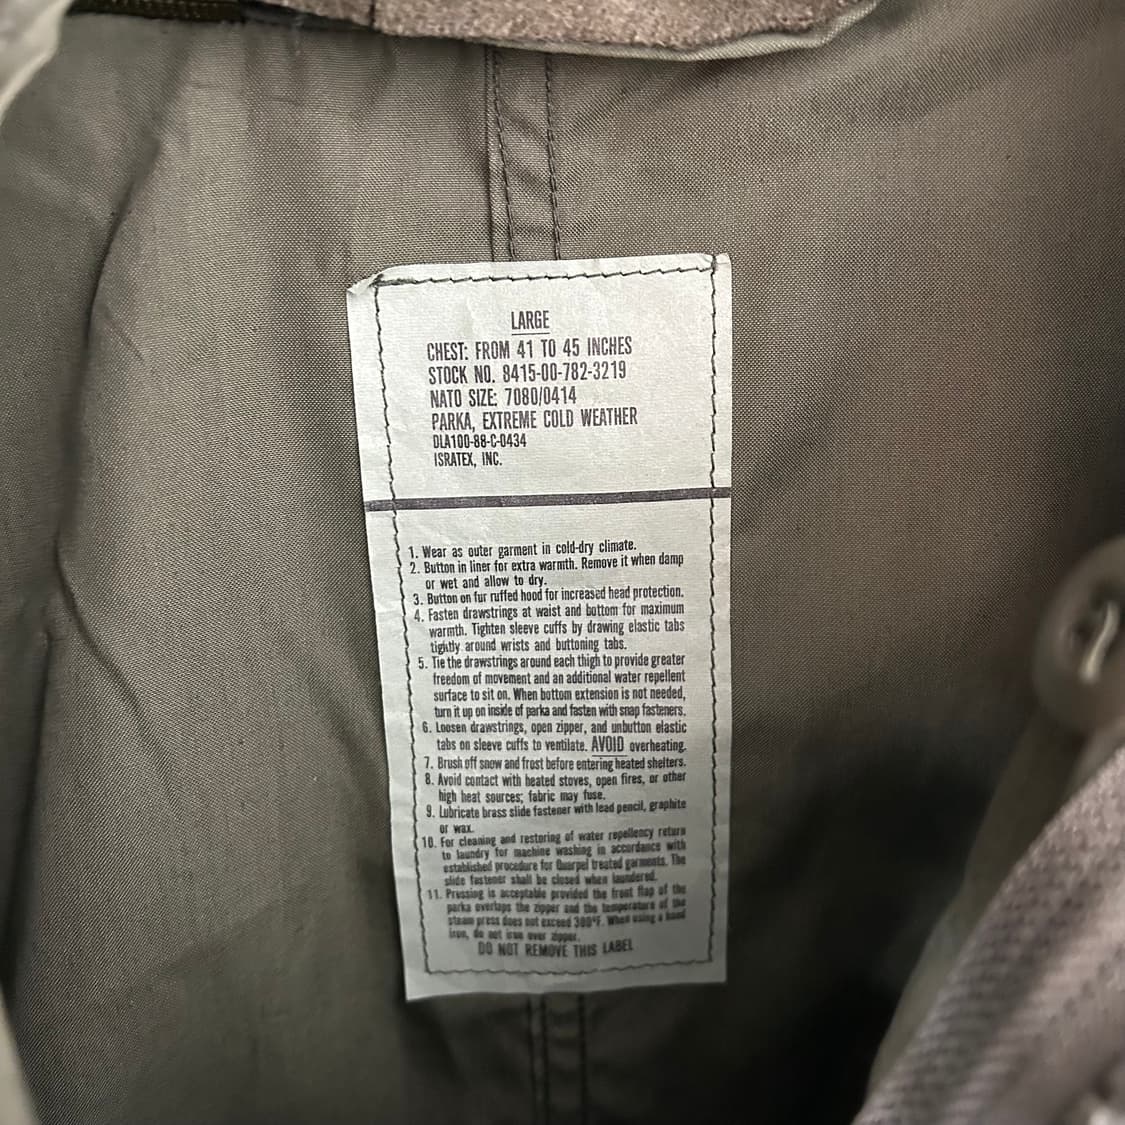 LARGE
CHEST: FROM 41 TO 45 INCHES
STOCK NO. 8415-00-782-3219
NATO SIZE: 7080/0414
PARKA, EXTREME COLD WEATHER
DLA100-88-C-0434
ISRATEX, INC.
1. Wear as outer garment in cold-dry climate.
2. Button in liner for extra warmth. Remove it when damp
or wet and allow to dry.
3. Button on fur ruffed hood for increased head protection.
4. Fasten drawstrings at waist and bottom for maximum
warmth. Tighten sleeve cuffs by drawing elastic tabs
tightly around wrists and buttoning tabs.
5. Tie the drawstrings around each thigh to provide greater
freedom of movement and an additional water repellent
surface to sit on. When bottom extension is not needed,
turn it up on inside of parka and fasten with snap fasteners.
6. Loosen drawstrings, open zipper, and unbutton elastic
tabs on sleeve cuffs to ventilate. AVOID overheating.
7. Brush off snow and frost before entering heated shelters.
8. Avoid contact with heated stoves, open fires, or other
high heat sources; fabric may fuse.
9. Lubricate brass slide fastener with lead pencil, graphite
or wax.
10. For cleaning and restoring of water repellency return
to laundry for machine washing in accordance with
established procedure for Quarpel treated garments. The
slide fastener shall be closed when laundered.
11. Pressing is acceptable provided the front flap of the
parka overlaps the zipper and the temperature of the
steam press does not exceed 300°F. When using a hand
iron, do not iron over zipper.
DO NOT REMOVE THIS LABEL